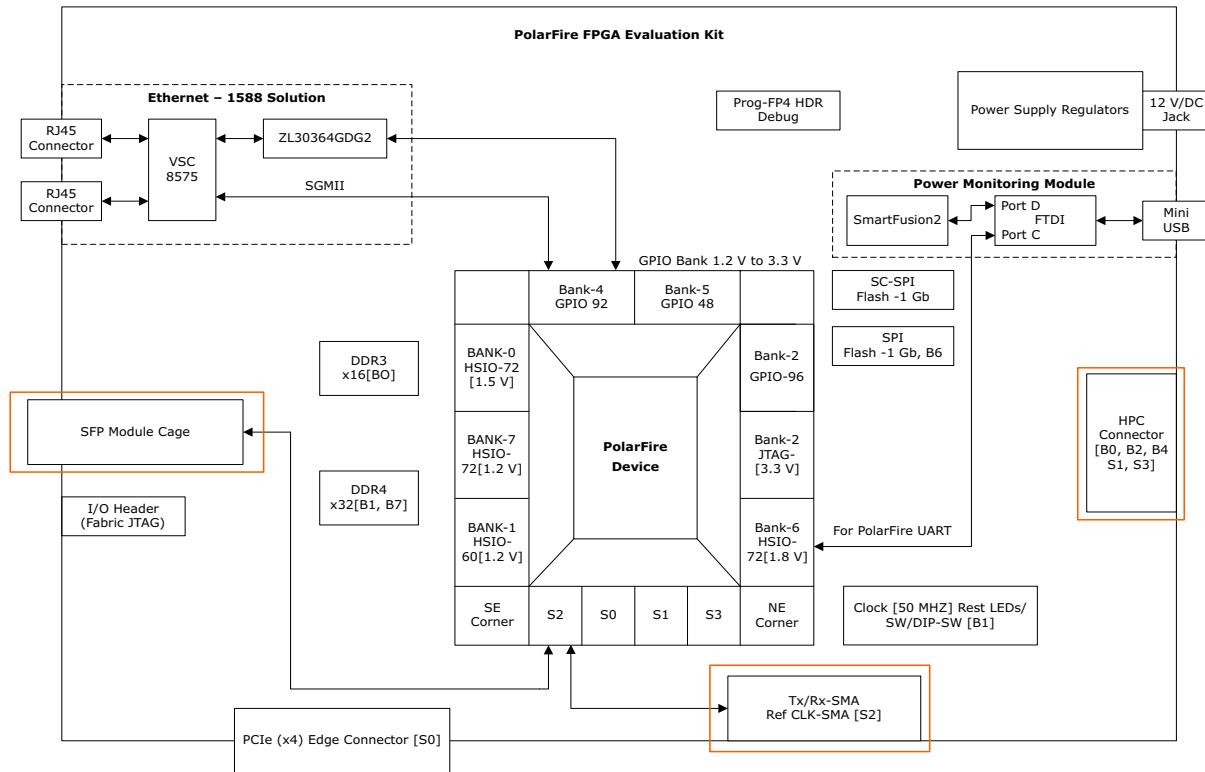 PolarFire FPGA Evaluation Kit
Ethernet – 1588 Solution
RJ45
Connector
RJ45
Connector
VSC
8575
ZL30364GDG2
SGMII
Prog-FP4 HDR
Debug
Power Supply Regulators
12 V/DC
Jack
Power Monitoring Module
SmartFusion2
Port D
FTDI
Port C
Mini
USB
GPIO Bank 1.2 V to 3.3 V
SC-SPI
Flash -1 Gb
SPI
Flash -1 Gb, B6
Bank-4
GPIO 92
Bank-5
GPIO 48
BANK-0
HSIO-72
[1.5 V]
BANK-7
HSIO-
72[1.2 V]
BANK-1
HSIO-
60[1.2 V]
PolarFire
Device
Bank-2
GPIO-96
Bank-2
JTAG-
[3.3 V]
Bank-6
HSIO-
72[1.8 V]
SE
Corner
S2
S0
S1
S3
NE
Corner
DDR3
x16[BO]
DDR4
x32[B1, B7]
SFP Module Cage
I/O Header
(Fabric JTAG)
HPC
Connector
[B0, B2, B4
S1, S3]
For PolarFire UART
Clock [50 MHZ] Rest LEDs/
SW/DIP-SW [B1]
Tx/Rx-SMA
Ref CLK-SMA [S2]
PCIe (x4) Edge Connector [S0]